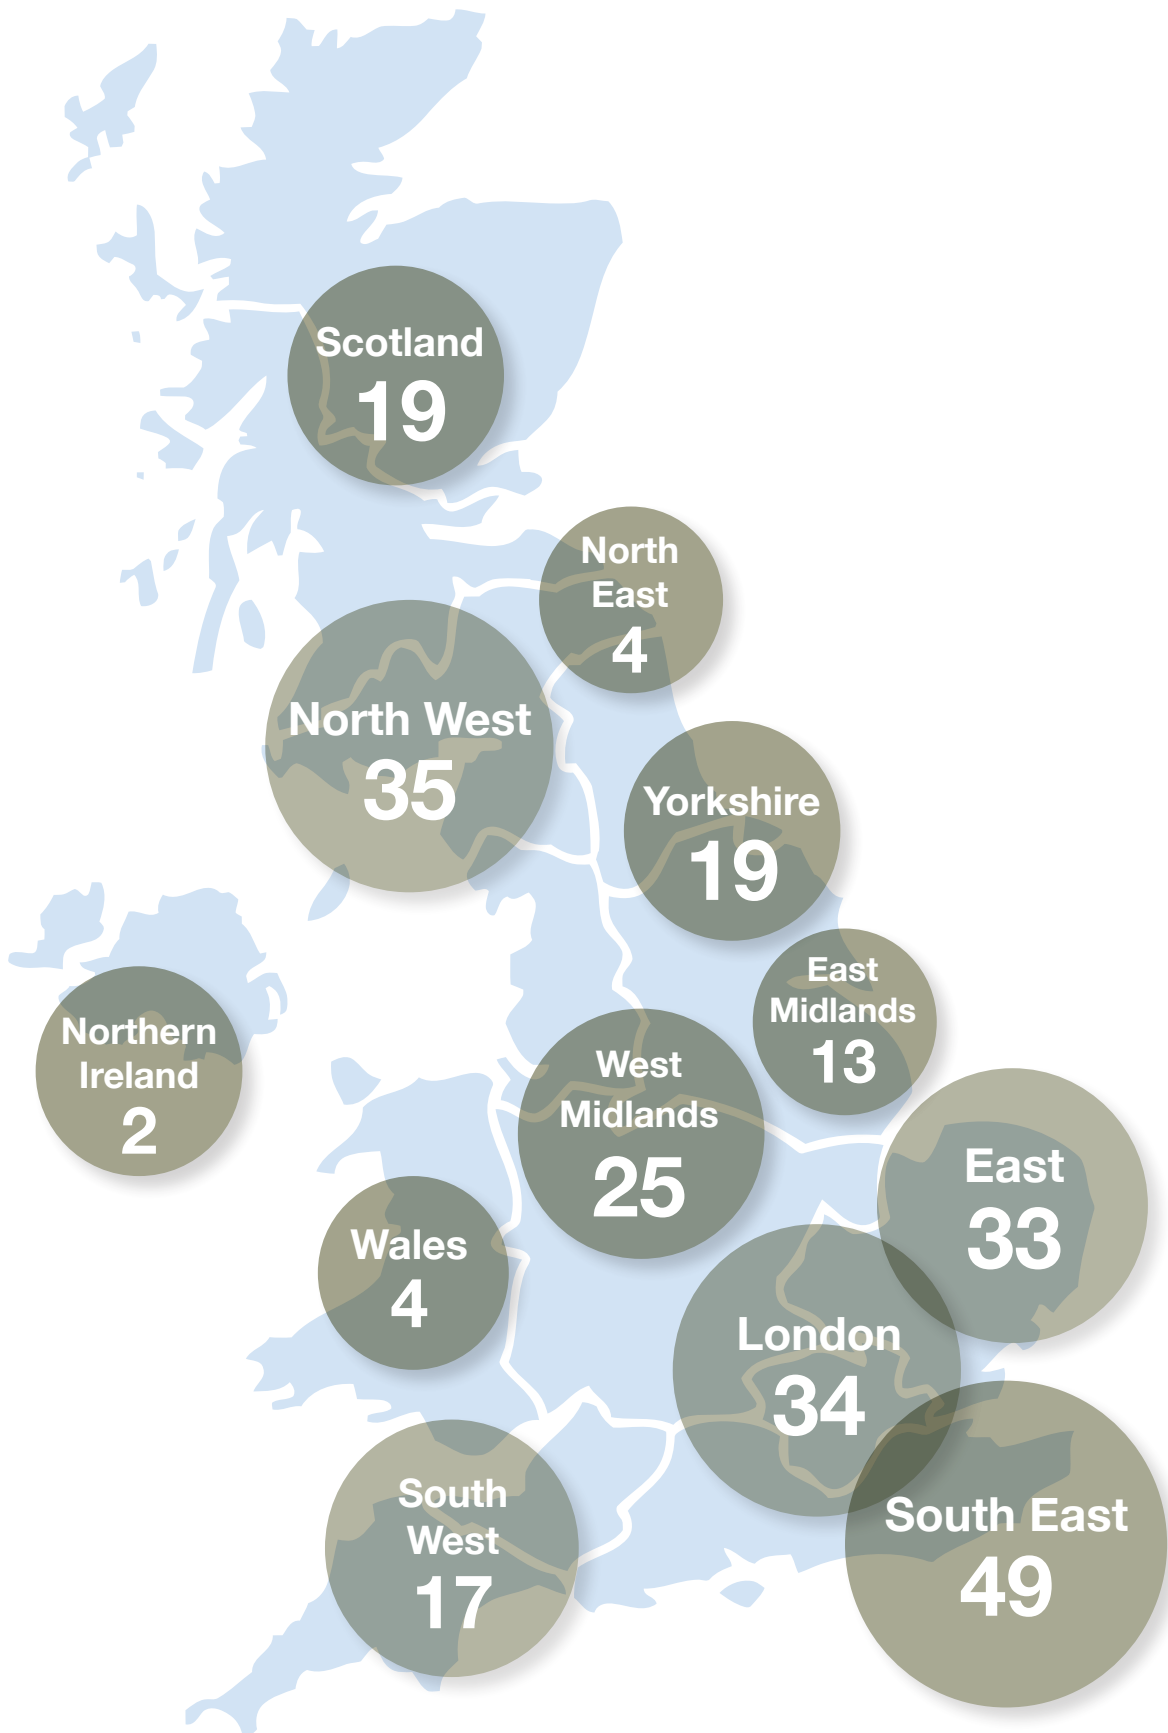 Scotland
19
North
East
4
North West
35
Yorkshire
19
East
Midlands
13
Northern
Ireland
2
West
Midlands
25
East
33
Wales
4
London
34
South
West
17
South East
49